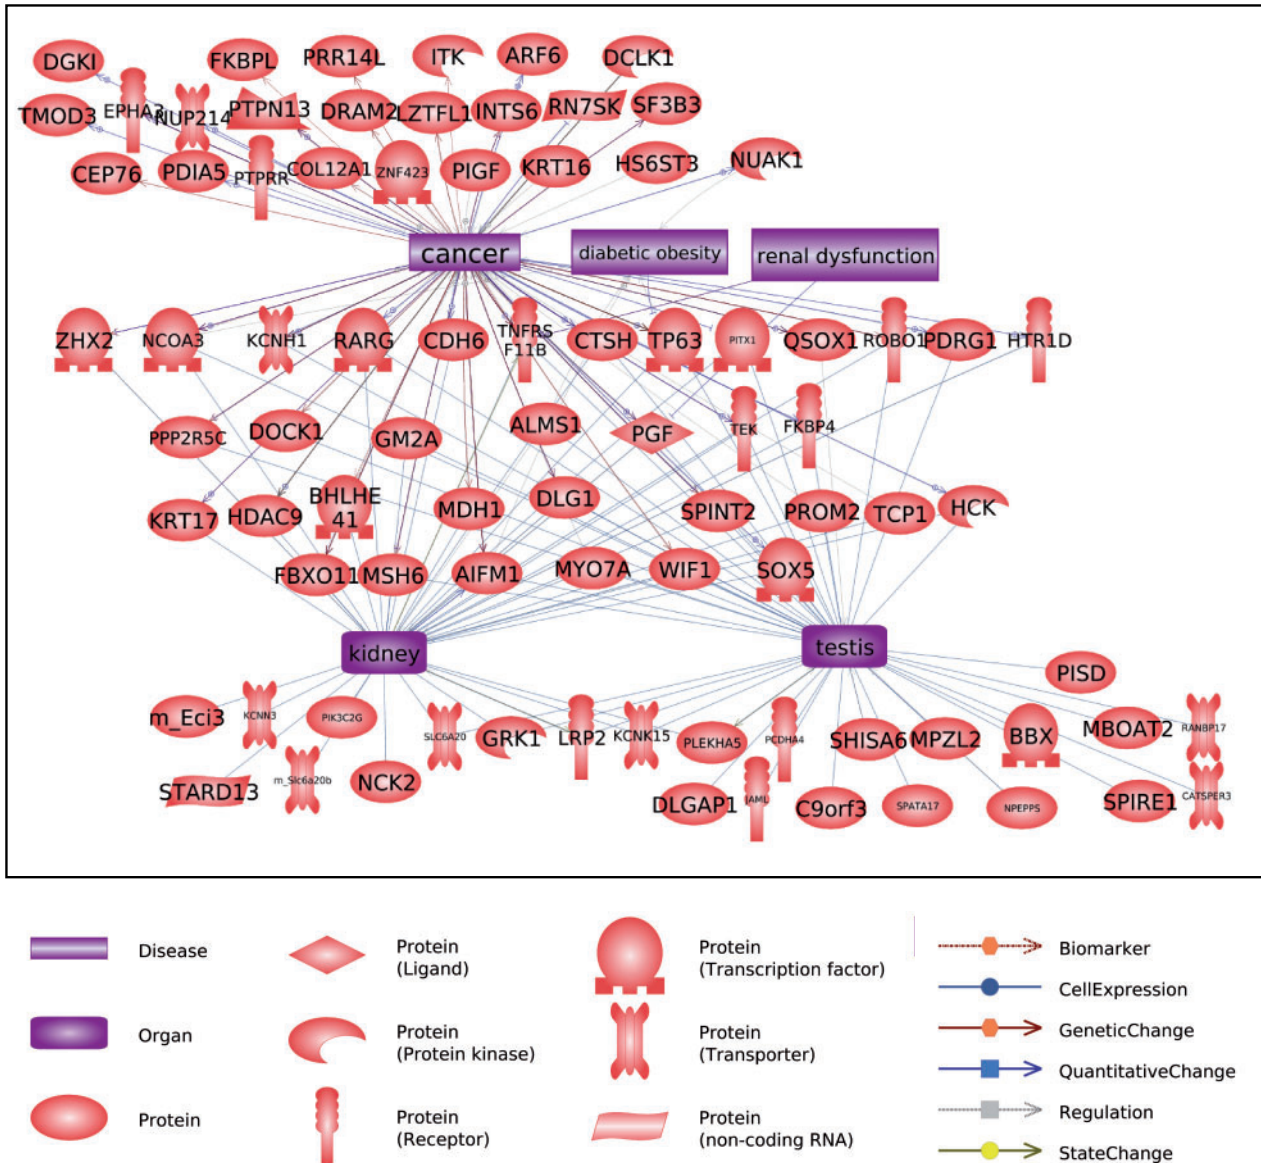 DGKI
FKBPL
PRR14L
ITK
ARF6
DCLK1
TMOD3
EPHA3
NUP214
PTPN13
DRAM2
LZTFL1
INTS6
RN7SK
SF3B3
CEP76
PDIA5
PTPRR
COL12A1
ZNF423
PIGF
KRT16
HS6ST3
NUAK1
cancer
diabetic obesity
renal dysfunction
ZHX2
NCOA3
KCNH1
RARG
CDH6
TNFRS
F11B
CTSH
TP63
PITX1
QSOX1
ROBO1
PDRG1
HTR1D
PPP2R5C
DOCK1
GM2A
ALMS1
PGF
TEK
FKBP4
KRT17
HDAC9
BHLHE
41
MDH1
DLG1
SPINT2
PROM2
TCP1
HCK
FBXO11
MSH6
AIFM1
MYO7A
WIF1
SOX5
kidney
testis
m_Eci3
KCNN3
PIK3C2G
SLC6A20
GRK1
LRP2
KCNK15
PLEKHA5
PCDHA4
SHISA6
MPZL2
BBX
PISD
MBOAT2
RANBP17
STARD13
m_Slc6a20b
NCK2
DLGAP1
JAML
C9orf3
SPATA17
NPEPPS
SPIRE1
CATSPER3
Disease
Protein
(Ligand)
Protein
(Transcription factor)
Biomarker
CellExpression
Organ
Protein
(Protein kinase)
Protein
(Transporter)
GeneticChange
QuantitativeChange
Protein
Protein
(Receptor)
Protein
(non-coding RNA)
Regulation
StateChange